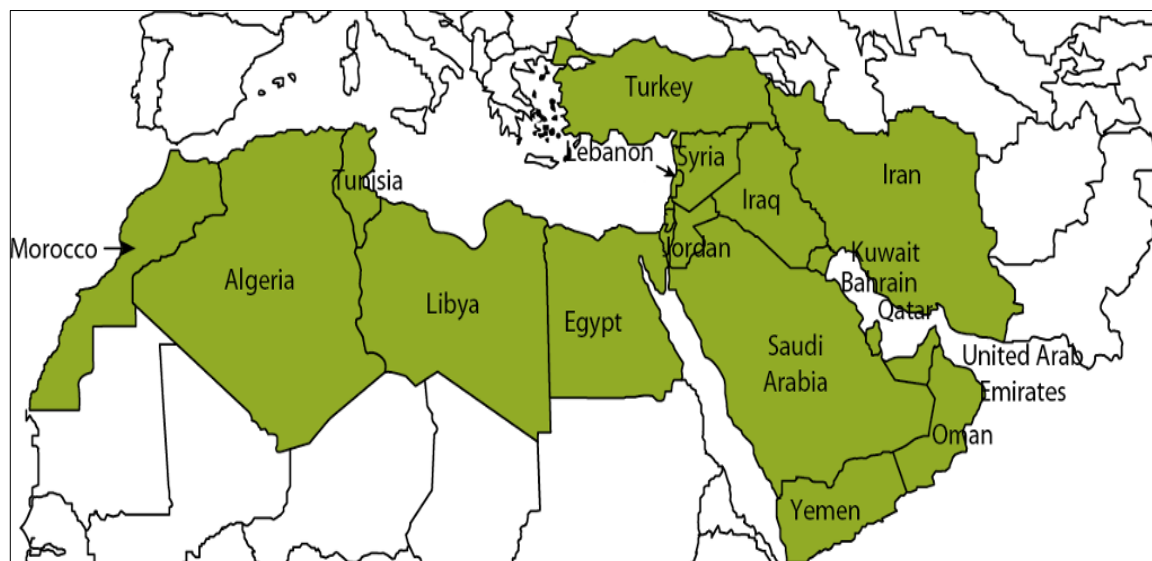 Turkey
Lebanon
Syria
Iran
Tunisia
Iraq
Morocco
Jordan
Kuwait
Algeria
Bahrain
Libya
Qatar
Egypt
Saudi
Arabia
United Arab
Emirates
Oman
Yemen